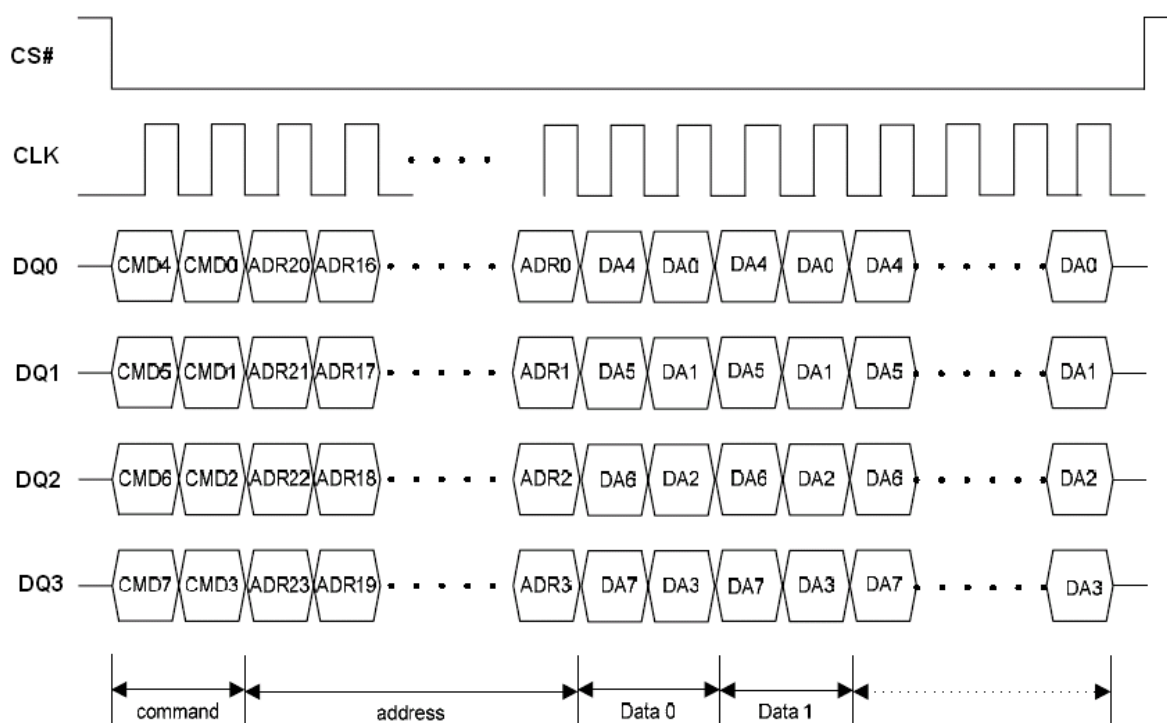 CS#
CLK
DQ0 CMD4 CMD0 ADR20 ADR16 ADR0 DA4 DA0 DA4 DA0 DA4 DA0
DQ1 CMD5 CMD1 ADR21 ADR17 ADR1 DA5 DA1 DA5 DA1 DA5 DA1
DQ2 CMD6 CMD2 ADR22 ADR18 ADR2 DA6 DA2 DA6 DA2 DA6 DA2
DQ3 CMD7 CMD3 ADR23 ADR19 ADR3 DA7 DA3 DA7 DA3 DA7 DA3
command address Data 0 Data 1